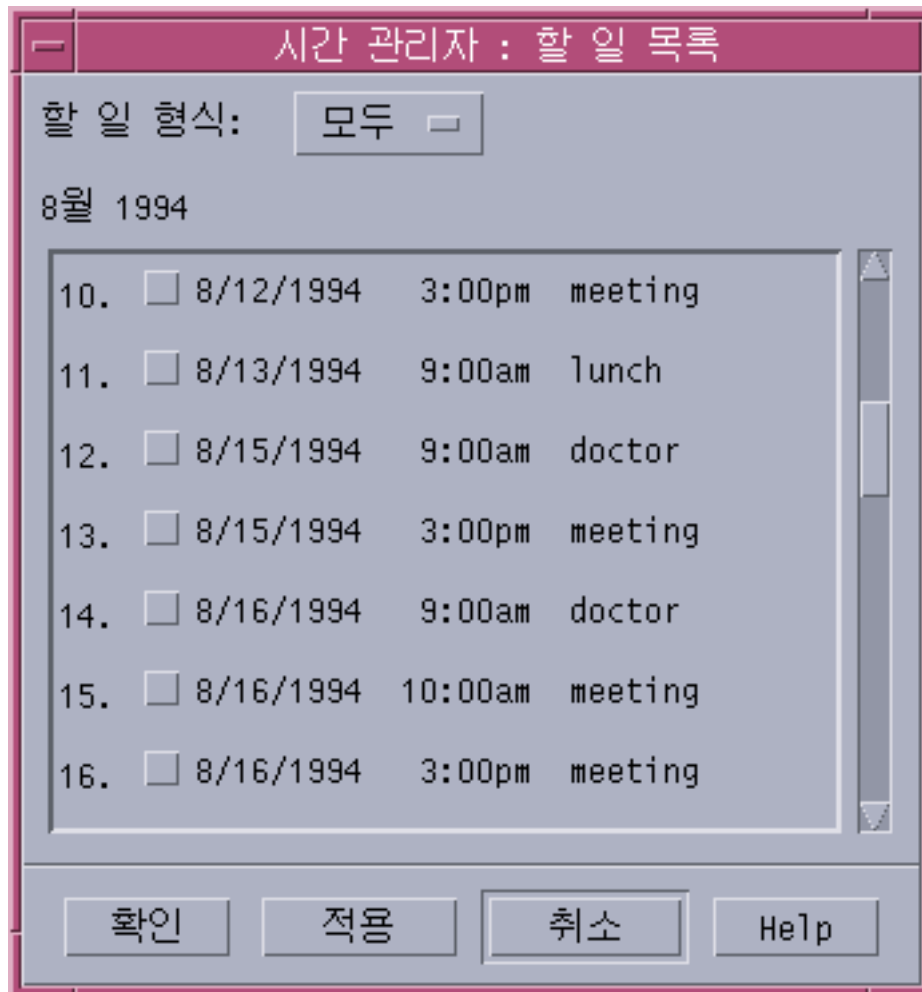 시간 관리자 : 할 일 목록
할 일 형식: 모두
8월 1994
10. 8/12/1994 3:00pm meeting
11. 8/13/1994 9:00am lunch
12. 8/15/1994 9:00am doctor
13. 8/15/1994 3:00pm meeting
14. 8/16/1994 9:00am doctor
15. 8/16/1994 10:00am meeting
16. 8/16/1994 3:00pm meeting
확인 적용 취소 Help